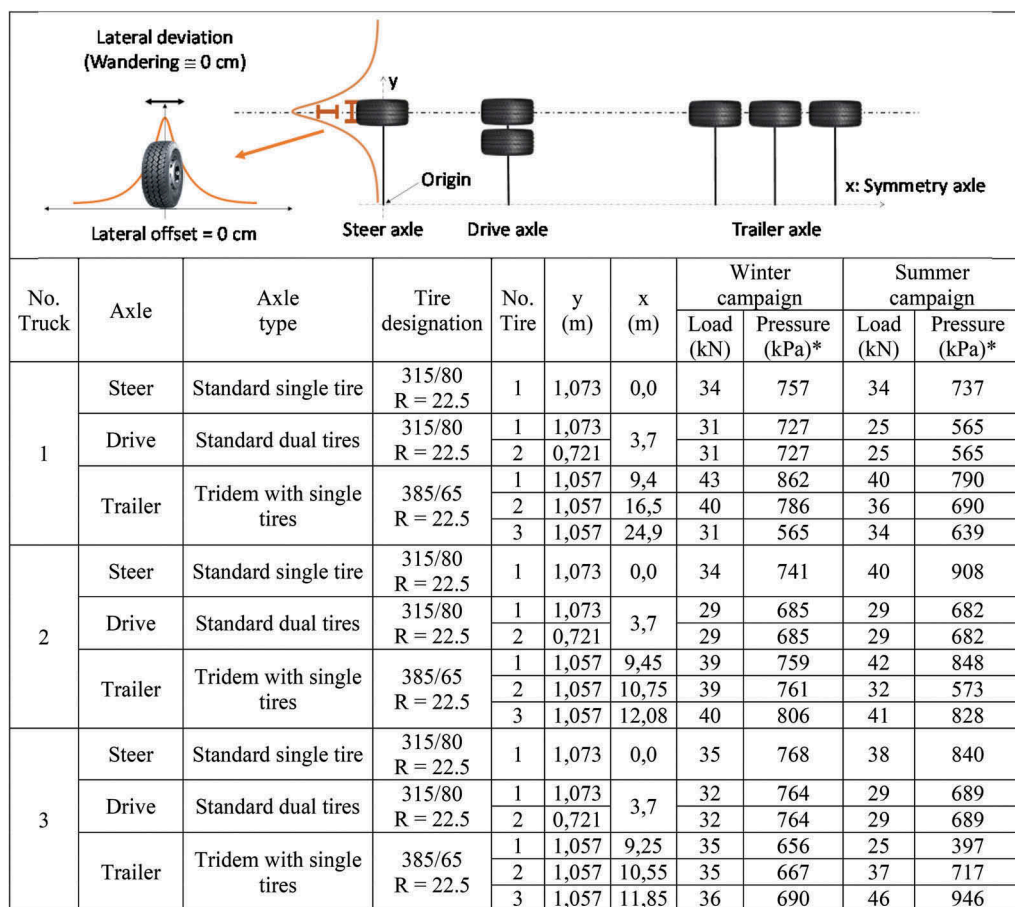 Lateral deviation
(Wandering ≅ 0 cm)
y
Origin
x: Symmetry axle
Lateral offset = 0 cm
Steer axle
Drive axle
Trailer axle
No. Truck Axle Axle type Tire designation No. Tire y (m) x (m) Winter campaign Summer campaign
Load (kN) Pressure (kPa)* Load (kN) Pressure (kPa)*
1 Steer Standard single tire 315/80 R = 22.5 1 1,073 0,0 34 757 34 737
Drive Standard dual tires 315/80 R = 22.5 1 1,073 3,7 31 727 25 565
2 0,721 31 727 25 565
Trailer Tridem with single tires 385/65 R = 22.5 1 1,057 9,4 43 862 40 790
2 1,057 16,5 40 786 36 690
3 1,057 24,9 31 565 34 639
2 Steer Standard single tire 315/80 R = 22.5 1 1,073 0,0 34 741 40 908
Drive Standard dual tires 315/80 R = 22.5 1 1,073 3,7 29 685 29 682
2 0,721 29 685 29 682
Trailer Tridem with single tires 385/65 R = 22.5 1 1,057 9,45 39 759 42 848
2 1,057 10,75 39 761 32 573
3 1,057 12,08 40 806 41 828
3 Steer Standard single tire 315/80 R = 22.5 1 1,073 0,0 35 768 38 840
Drive Standard dual tires 315/80 R = 22.5 1 1,073 3,7 32 764 29 689
2 0,721 32 764 29 689
Trailer Tridem with single tires 385/65 R = 22.5 1 1,057 9,25 35 656 25 397
2 1,057 10,55 35 667 37 717
3 1,057 11,85 36 690 46 946